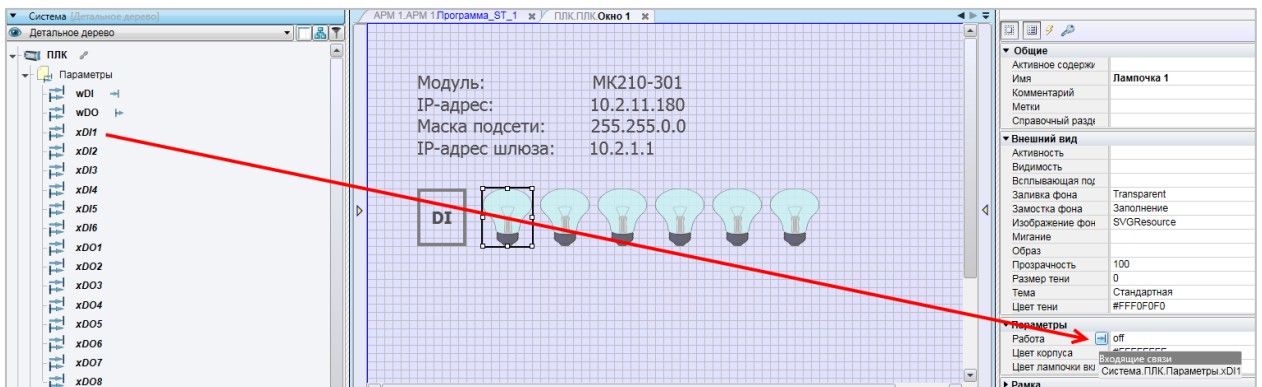 Система [Детальное дерево]
Детальное дерево
ПЛК
Параметры
wDI
wDO
xDI1
xDI2
xDI3
xDI4
xDI5
xDI6
xDO1
xDO2
xDO3
xDO4
xDO5
xDO6
xDO7
xDO8
АРМ 1.АРМ 1.Программа_ST_1
ПЛК.ПЛК.Окно 1
Модуль: МК210-301
IP-адрес: 10.2.11.180
Маска подсети: 255.255.0.0
IP-адрес шлюза: 10.2.1.1
DI
Общие
Активное содержи
Имя Лампочка 1
Комментарий
Метки
Справочный разде
Внешний вид
Активность
Видимость
Всплывающая под
Заливка фона Transparent
Замостка фона Заполнение
Изображение фон SVGResource
Мигание
Образ
Прозрачность 100
Размер тени 0
Тема Стандартная
Цвет тени #FFF0F0F0
Параметры
Работа off
Цвет корпуса
Входящие связи
Цвет лампочки вкл
Система.ПЛК.Параметры.xDI1
Рамка